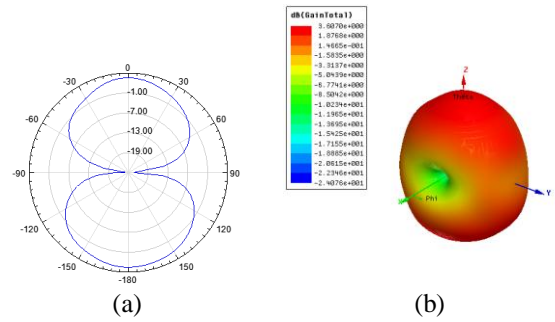 0
-30
30
-1.00
-60
60
-7.00
-13.00
-19.00
-90
90
-120
120
-150
150
-180
(a)
dB(GainTotal)
3.6070e+000
1.8768e+000
1.4665e-001
-1.5835e+000
-3.3137e+000
-5.0439e+000
-6.7741e+000
-8.5042e+000
-1.0234e+001
-1.1965e+001
-1.3695e+001
-1.5425e+001
-1.7155e+001
-1.8885e+001
-2.0615e+001
-2.2346e+001
-2.4076e+001
Z
Theta
X
Phi
Y
(b)